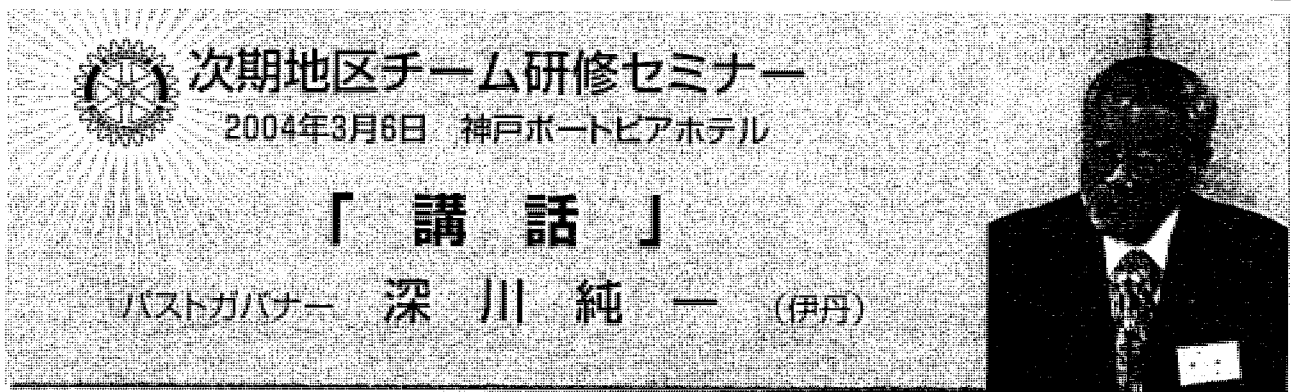 次期地区チーム研修セミナー
2004年3月6日 神戸ポートピアホテル
「講話」
パストガバナー 深川純一 (伊丹)